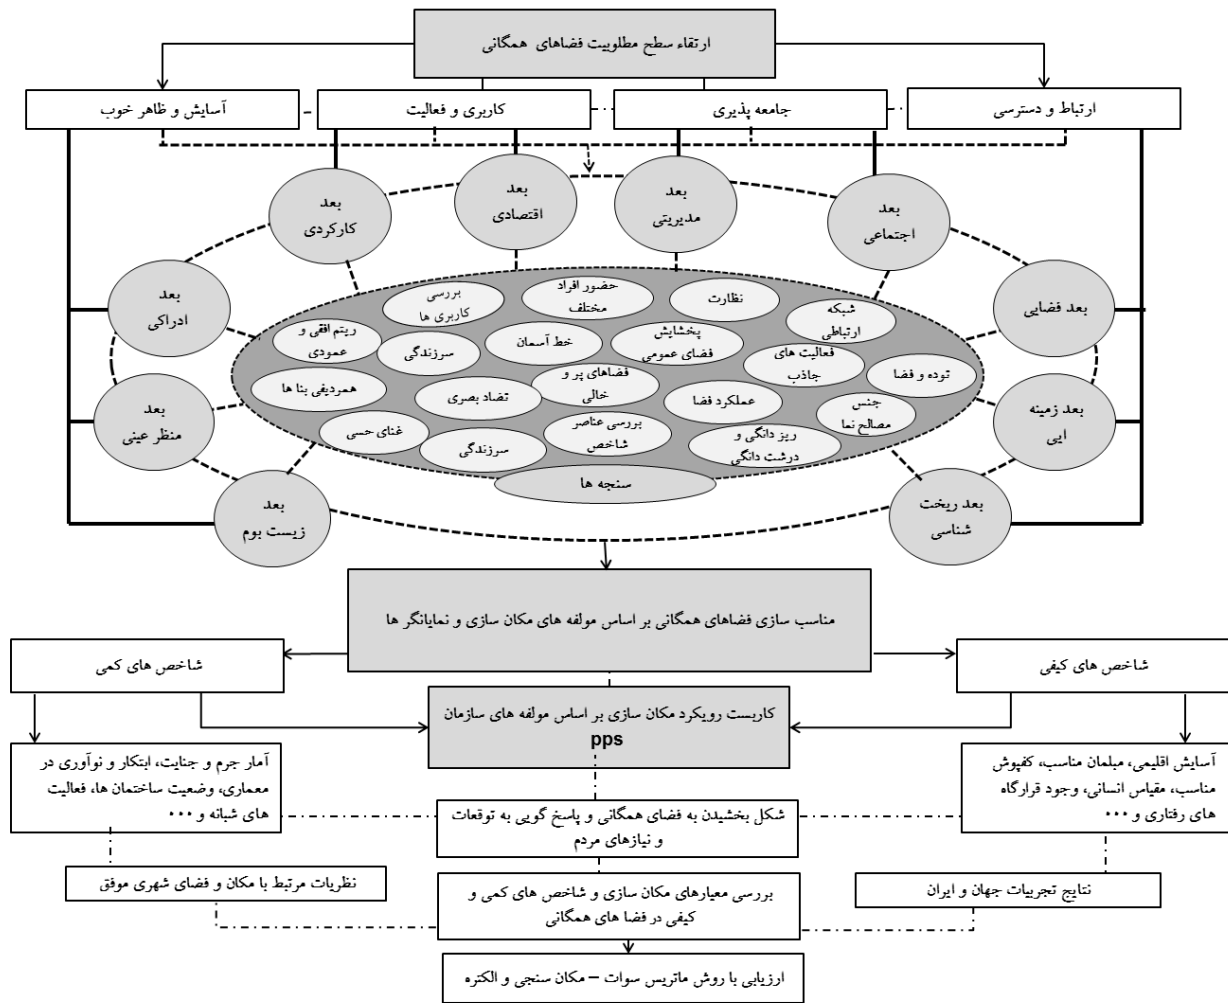 ارتقاء سطح مطلوبیت فضاهای همگانی
ارتباط و دسترسی
جامعه پذیری
کاربری و فعالیت
آسایش و ظاهر خوب
بعد
اجتماعی
بعد
مدیریتی
بعد
اقتصادی
بعد
کارکردی
بعد فضایی
بعد
ادراکی
بعد زمینه
ایی
بعد
منظر عینی
بعد ریخت
شناسی
بعد
زیست بوم
شبکه
ارتباطی
نظارت
حضور افراد
مختلف
بررسی
کاربری ها
توده و فضا
فعالیت های
جاذب
پخشایش
فضای عمومی
خط آسمان
سرزندگی
ریتم افقی و
عمودی
جنس
مصالح نما
عملکرد فضا
فضاهای پر و
خالی
تضاد بصری
همردیفی بنا ها
ریز دانگی و
درشت دانگی
بررسی عناصر
شاخص
سرزندگی
غنای حسی
سنجه ها
مناسب سازی فضاهای همگانی بر اساس مولفه های مکان سازی و نمایانگر ها
شاخص های کیفی
شاخص های کمی
کاربست رویکرد مکان سازی بر اساس مولفه های سازمان
pps
آسایش اقلیمی، مبلمان مناسب، کفپوش
مناسب، مقیاس انسانی، وجود قرارگاه
های رفتاری و ۰۰۰
آمار جرم و جنایت، ابتکار و نوآوری در
معماری، وضعیت ساختمان ها، فعالیت
های شبانه و ۰۰۰
شکل بخشیدن به فضای همگانی و پاسخ گویی به توقعات
و نیازهای مردم
نتایج تجربیات جهان و ایران
نظریات مرتبط با مکان و فضای شهری موفق
بررسی معیارهای مکان سازی و شاخص های کمی و
کیفی در فضا های همگانی
ارزیابی با روش ماتریس سوات – مکان سنجی و الکتره